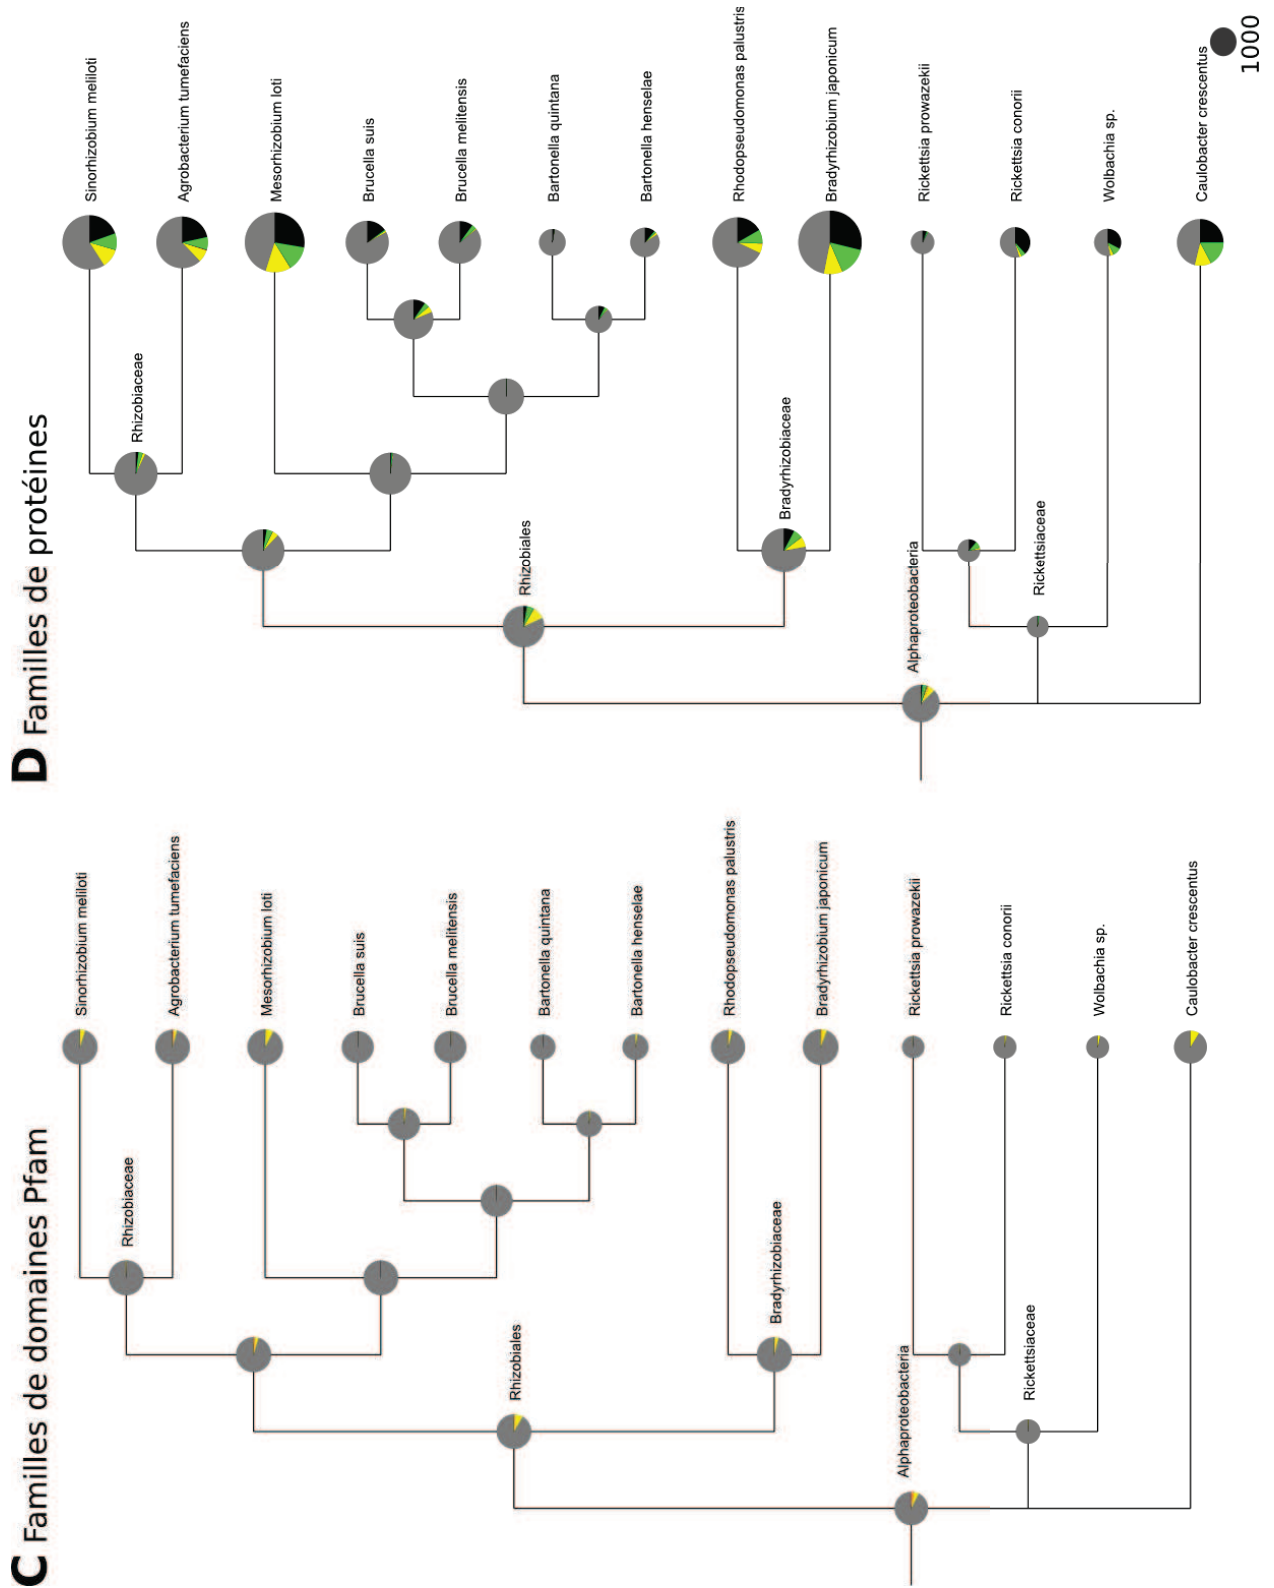 D Familles de protéines
Sinorhizobium meliloti
Agrobacterium tumefaciens
Mesorhizobium loti
Brucella suis
Brucella melitensis
Bartonella quintana
Bartonella henselae
Rhodopseudomonas palustris
Bradyrhizobium japonicum
Rickettsia prowazekii
Rickettsia conorii
Wolbachia sp.
Caulobacter crescentus
Rhizobiaceae
Bradyrhizobiaceae
Rhizobiales
Rickettsiaceae
Alphaproteobacteria
1000
C Familles de domaines Pfam
Sinorhizobium meliloti
Agrobacterium tumefaciens
Mesorhizobium loti
Brucella suis
Brucella melitensis
Bartonella quintana
Bartonella henselae
Rhodopseudomonas palustris
Bradyrhizobium japonicum
Rickettsia prowazekii
Rickettsia conorii
Wolbachia sp.
Caulobacter crescentus
Rhizobiaceae
Bradyrhizobiaceae
Rhizobiales
Rickettsiaceae
Alphaproteobacteria